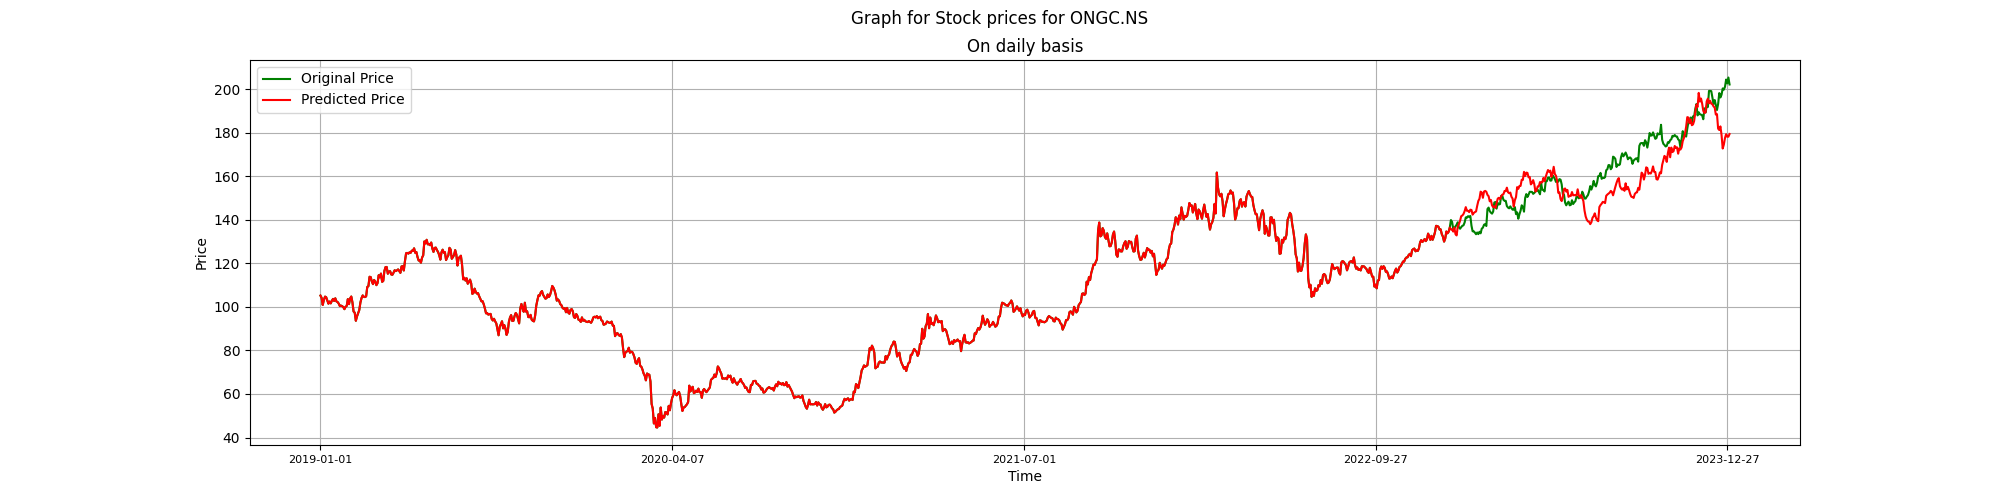 Graph for Stock prices for ONGC.NS
On daily basis
Original Price
Predicted Price
200
180
160
140
120
100
80
60
40
Price
2019-01-01
2020-04-07
2021-07-01
2022-09-27
2023-12-27
Time